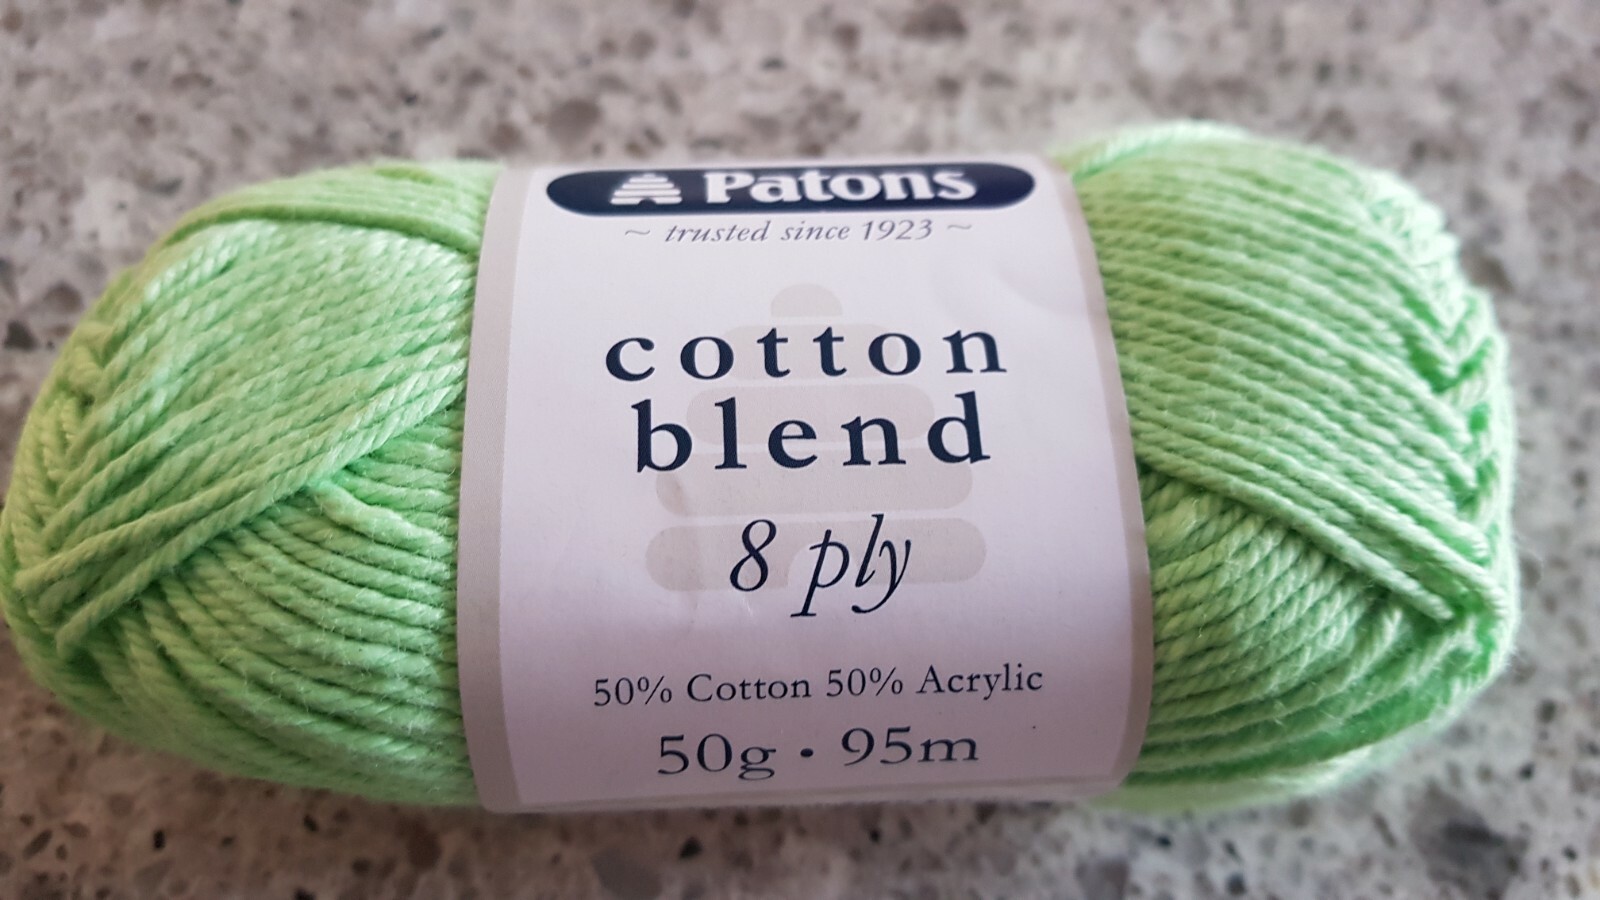 Patons
~ trusted since 1923 ~
cotton
blend
8 ply
50% Cotton 50% Acrylic
50g · 95m